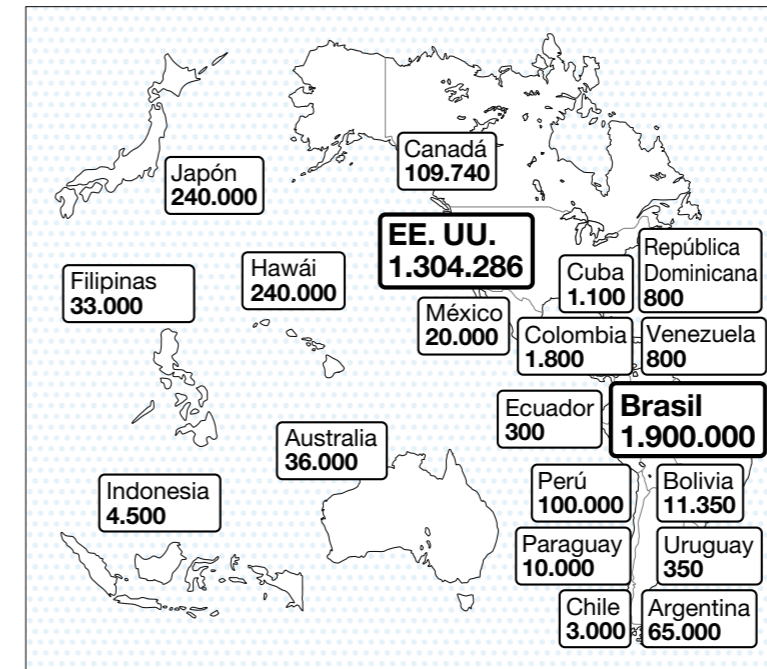 Canadá
109.740
Japón
240.000
EE. UU.
1.304.286
República
Dominicana
800
Cuba
1.100
Hawái
240.000
Filipinas
33.000
México
20.000
Colombia
1.800
Venezuela
800
Ecuador
300
Brasil
1.900.000
Australia
36.000
Indonesia
4.500
Perú
100.000
Bolivia
11.350
Paraguay
10.000
Uruguay
350
Chile
3.000
Argentina
65.000